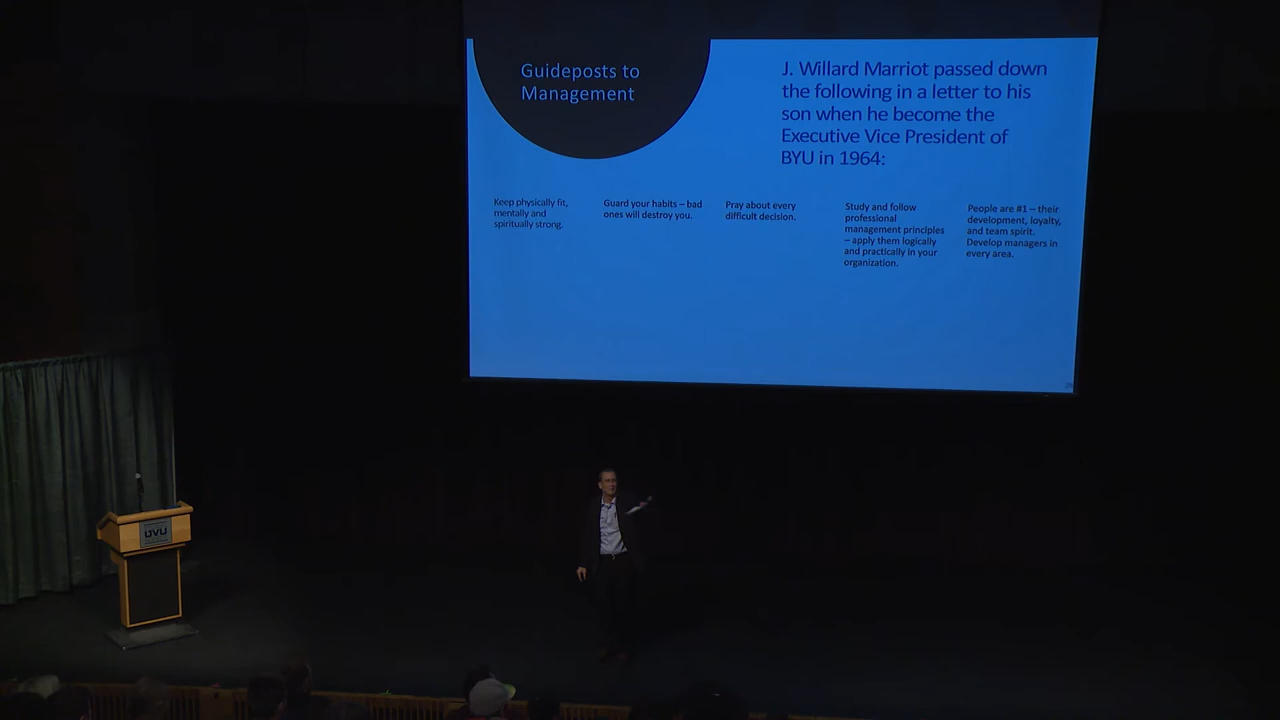 Guideposts to
Management
J. Willard Marriot passed down
the following in a letter to his
son when he become the
Executive Vice President of
BYU in 1964:
Keep physically fit,
mentally and
spiritually strong.
Guard your habits – bad
ones will destroy you.
Pray about every
difficult decision.
Study and follow
professional
management principles
– apply them logically
and practically in your
organization.
People are #1 – their
development, loyalty,
and team spirit.
Develop managers in
every area.
UVU